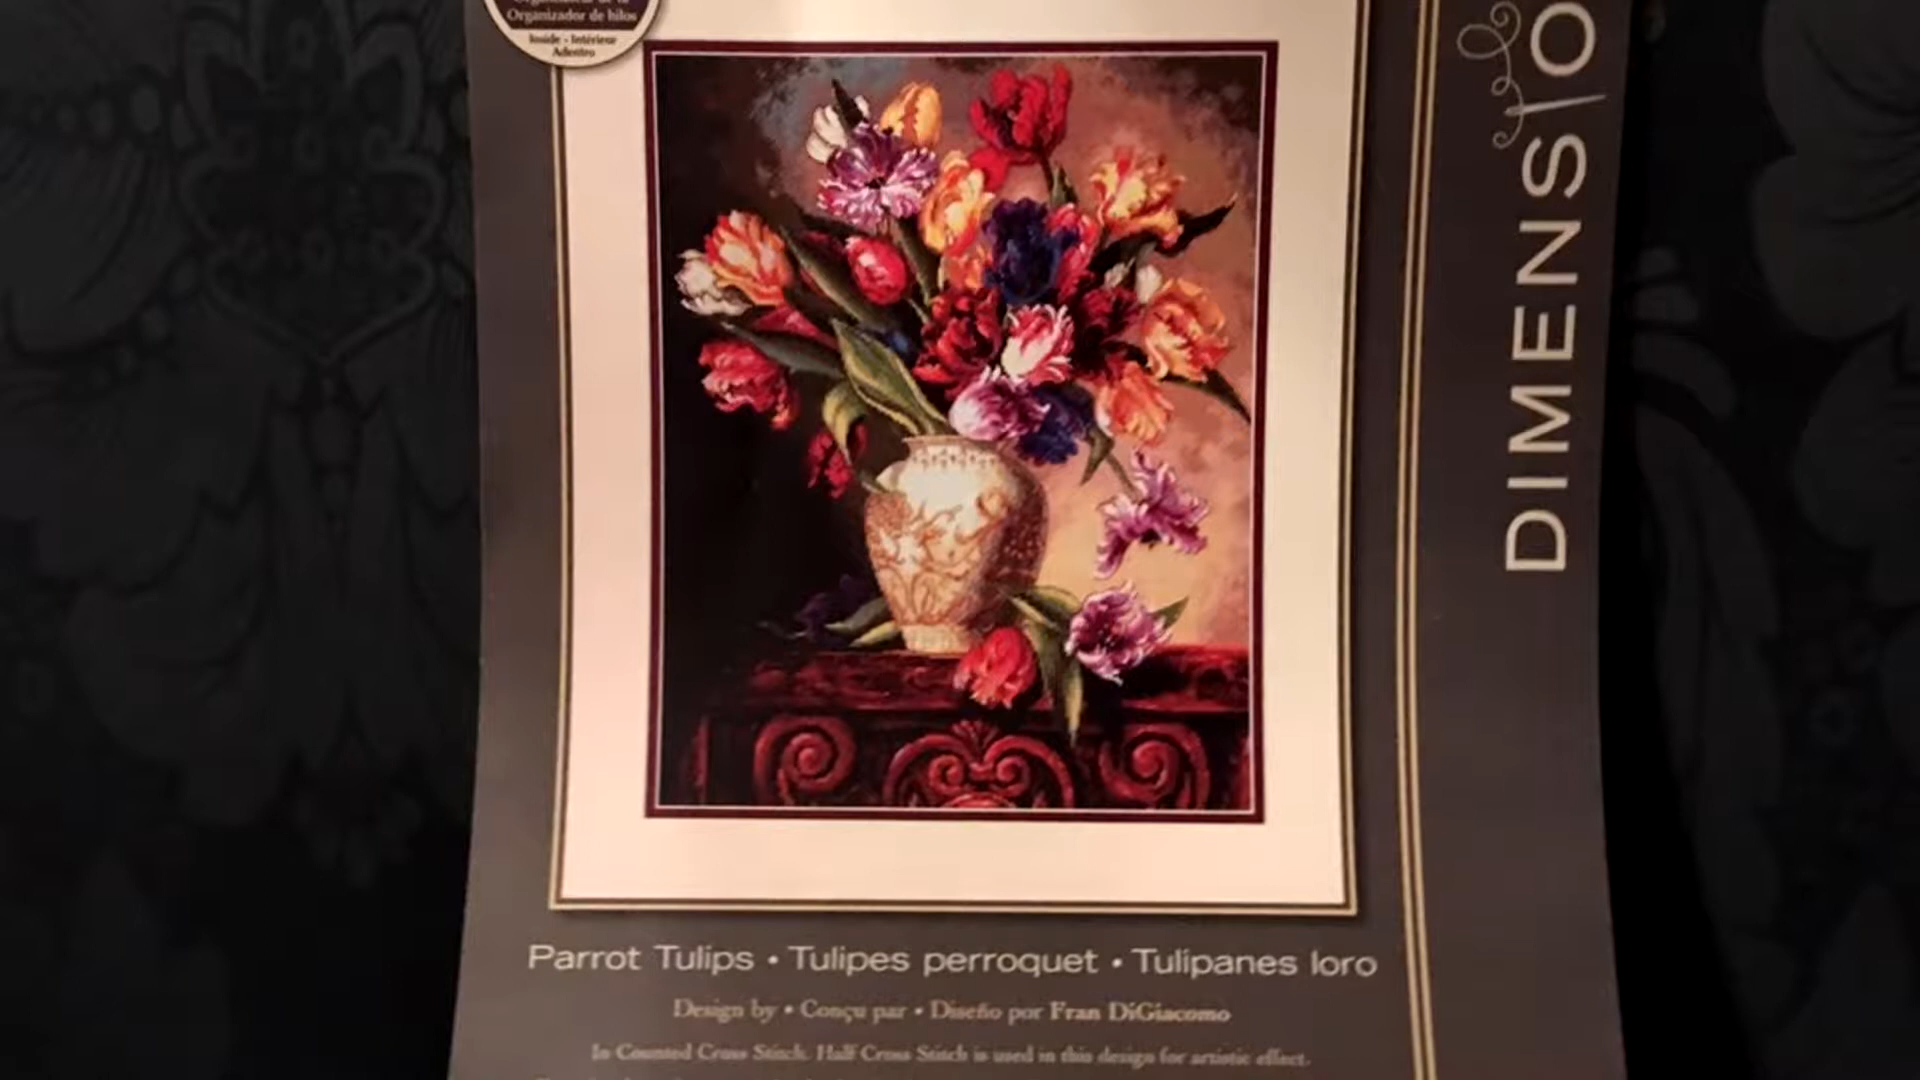 Organizador de hilos
Inside - Intérieur
Adentro
DIMENSIO
Parrot Tulips • Tulipes perroquet • Tulipanes loro
Design by • Conçu par • Diseño por Fran DiGiacomo
In Counted Cross Stitch. Half Cross Stitch is used in this design for artistic effect.